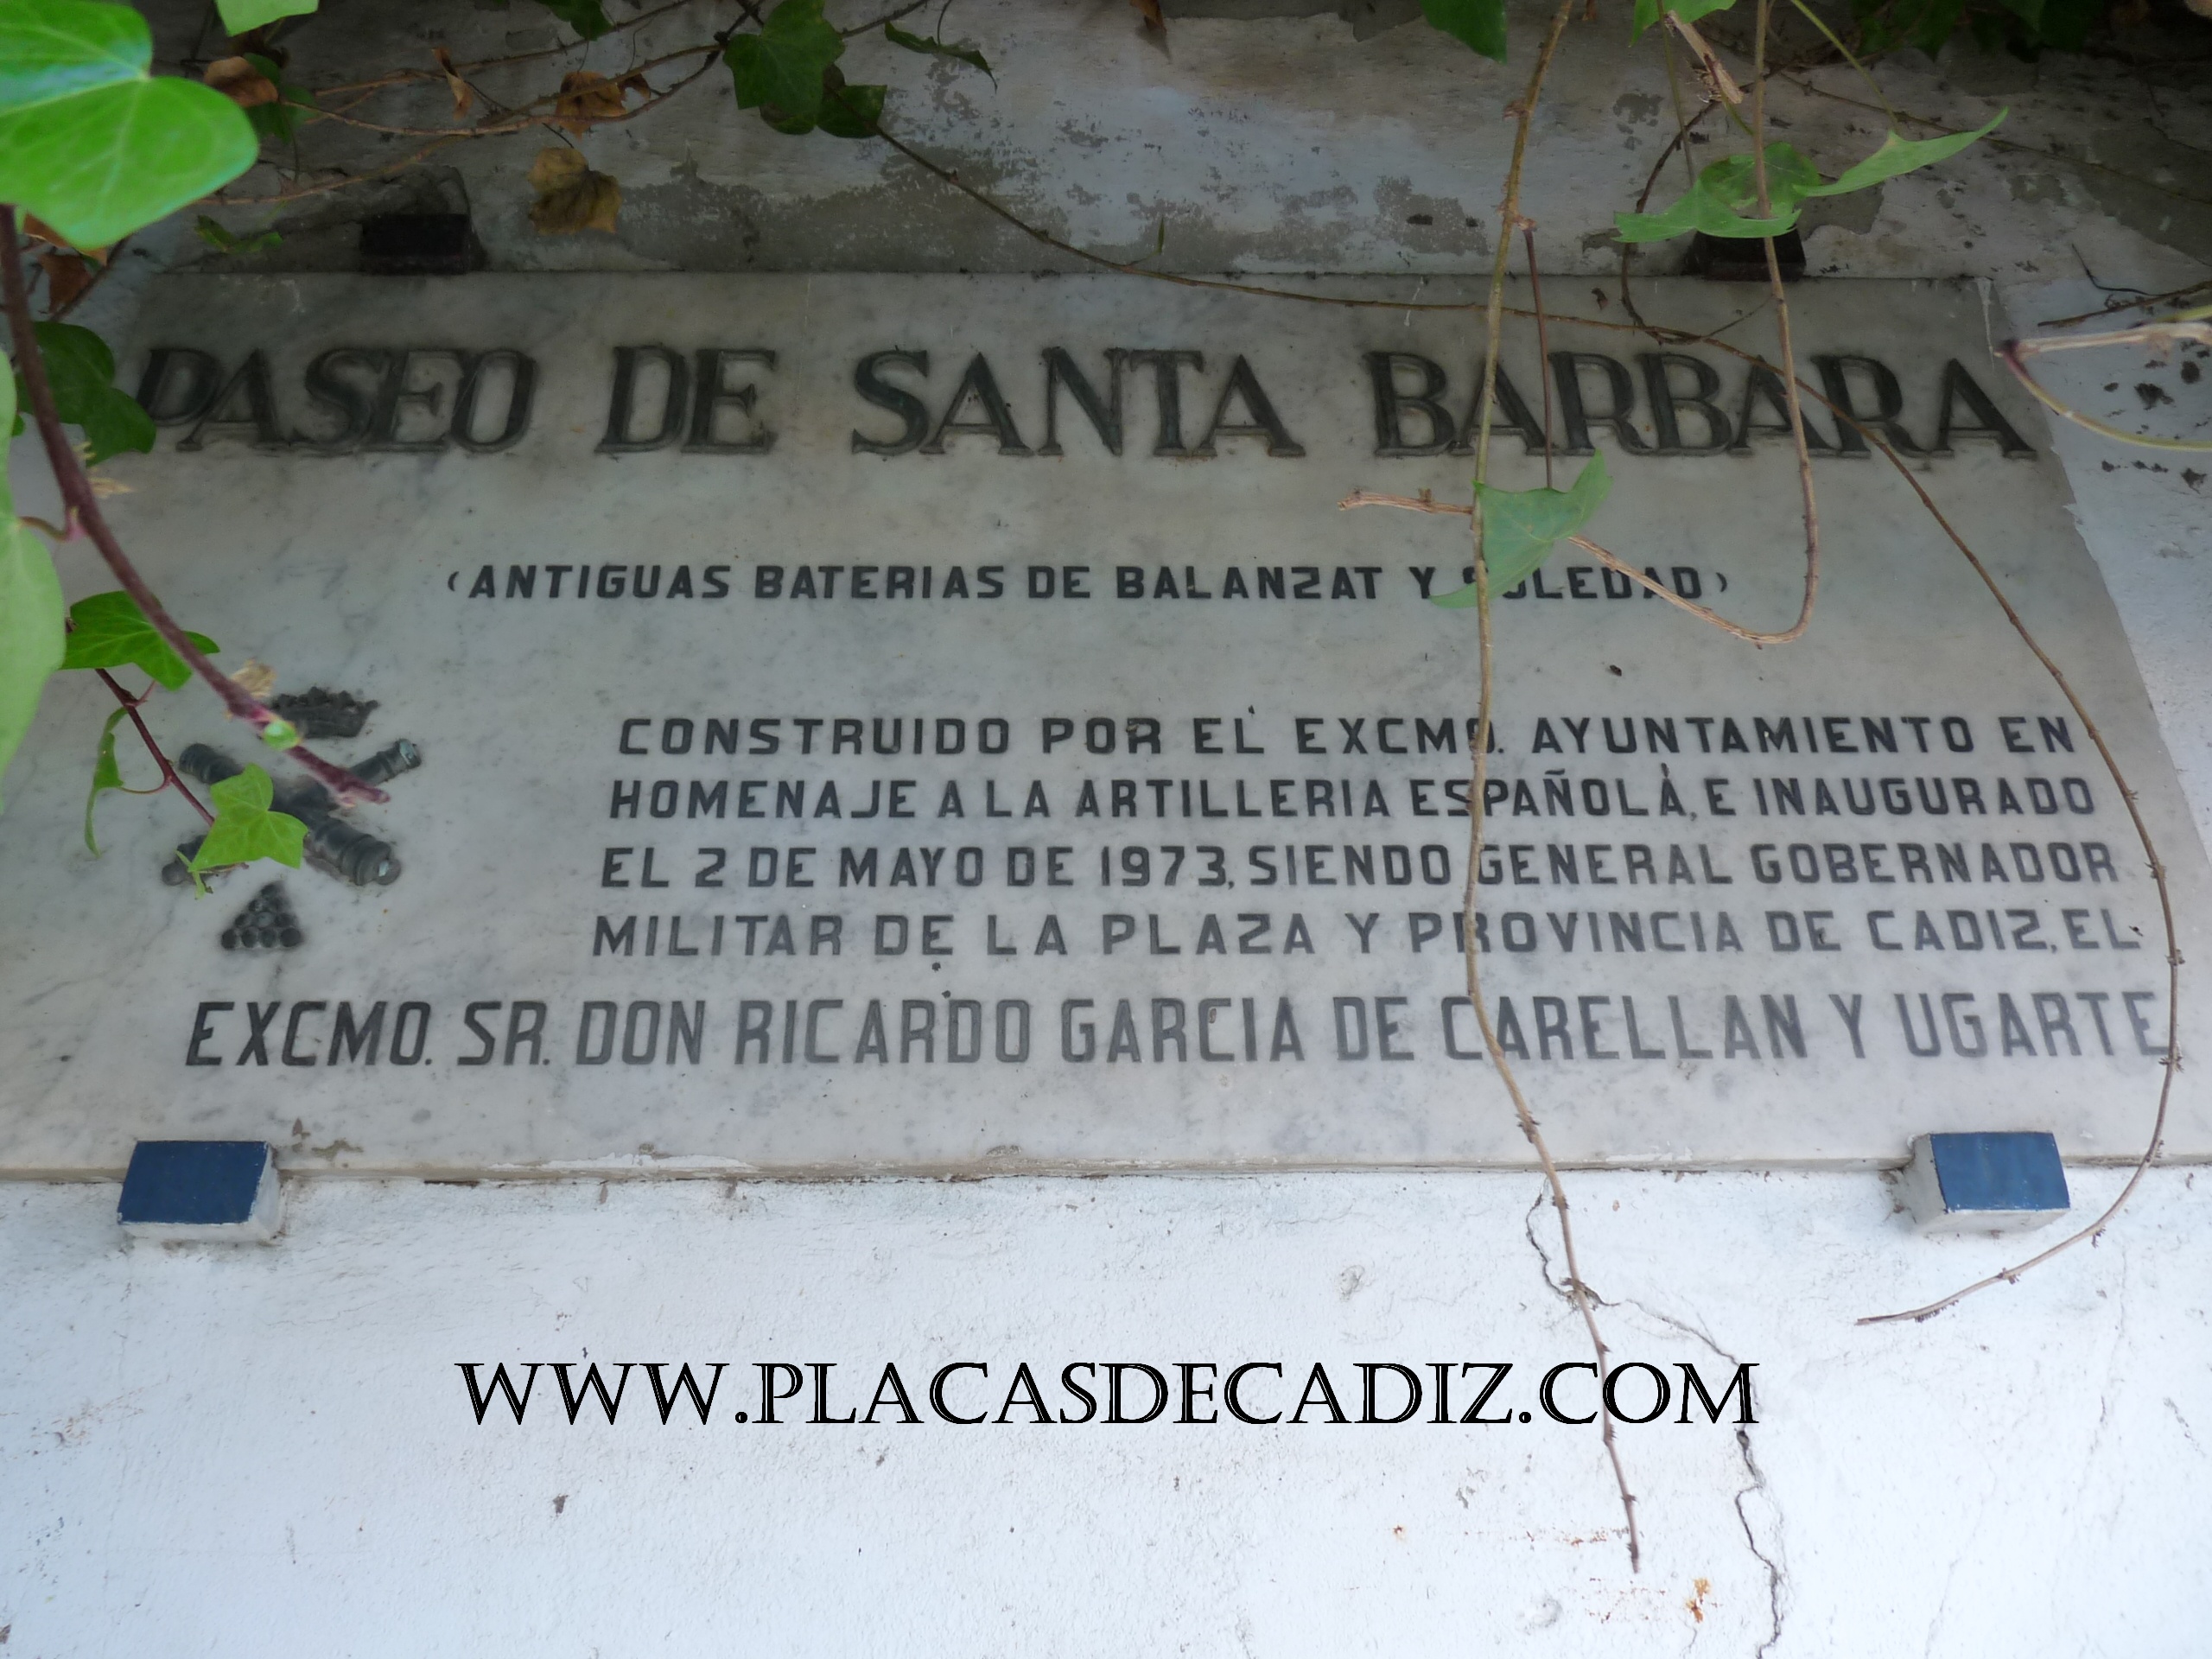 PASEO DE SANTA BARBARA
(ANTIGUAS BATERIAS DE BALANZAT Y SOLEDAD)
CONSTRUIDO POR EL EXCMO. AYUNTAMIENTO EN
HOMENAJE A LA ARTILLERIA ESPAÑOLA, E INAUGURADO
EL 2 DE MAYO DE 1973, SIENDO GENERAL GOBERNADOR
MILITAR DE LA PLAZA Y PROVINCIA DE CADIZ, EL
EXCMO. SR. DON RICARDO GARCIA DE CARELLAN Y UGARTE
WWW.PLACASDECADIZ.COM